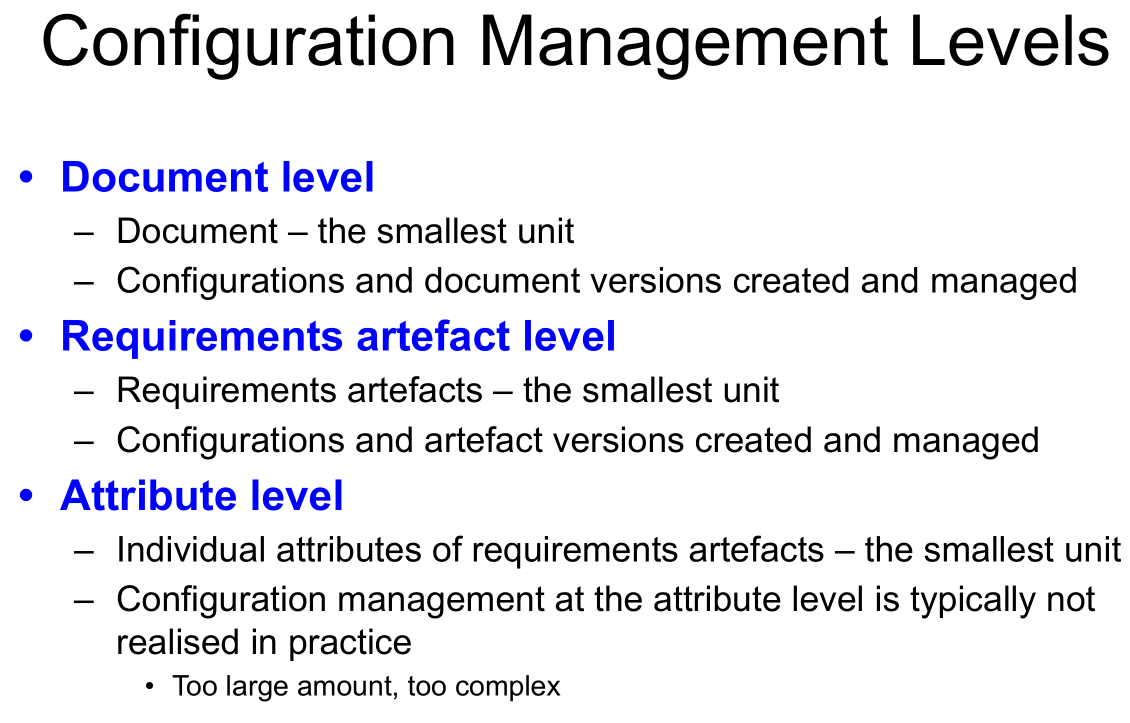 Configuration Management Levels
• Document level
– Document – the smallest unit
– Configurations and document versions created and managed
• Requirements artefact level
– Requirements artefacts – the smallest unit
– Configurations and artefact versions created and managed
• Attribute level
– Individual attributes of requirements artefacts – the smallest unit
– Configuration management at the attribute level is typically not
realised in practice
• Too large amount, too complex